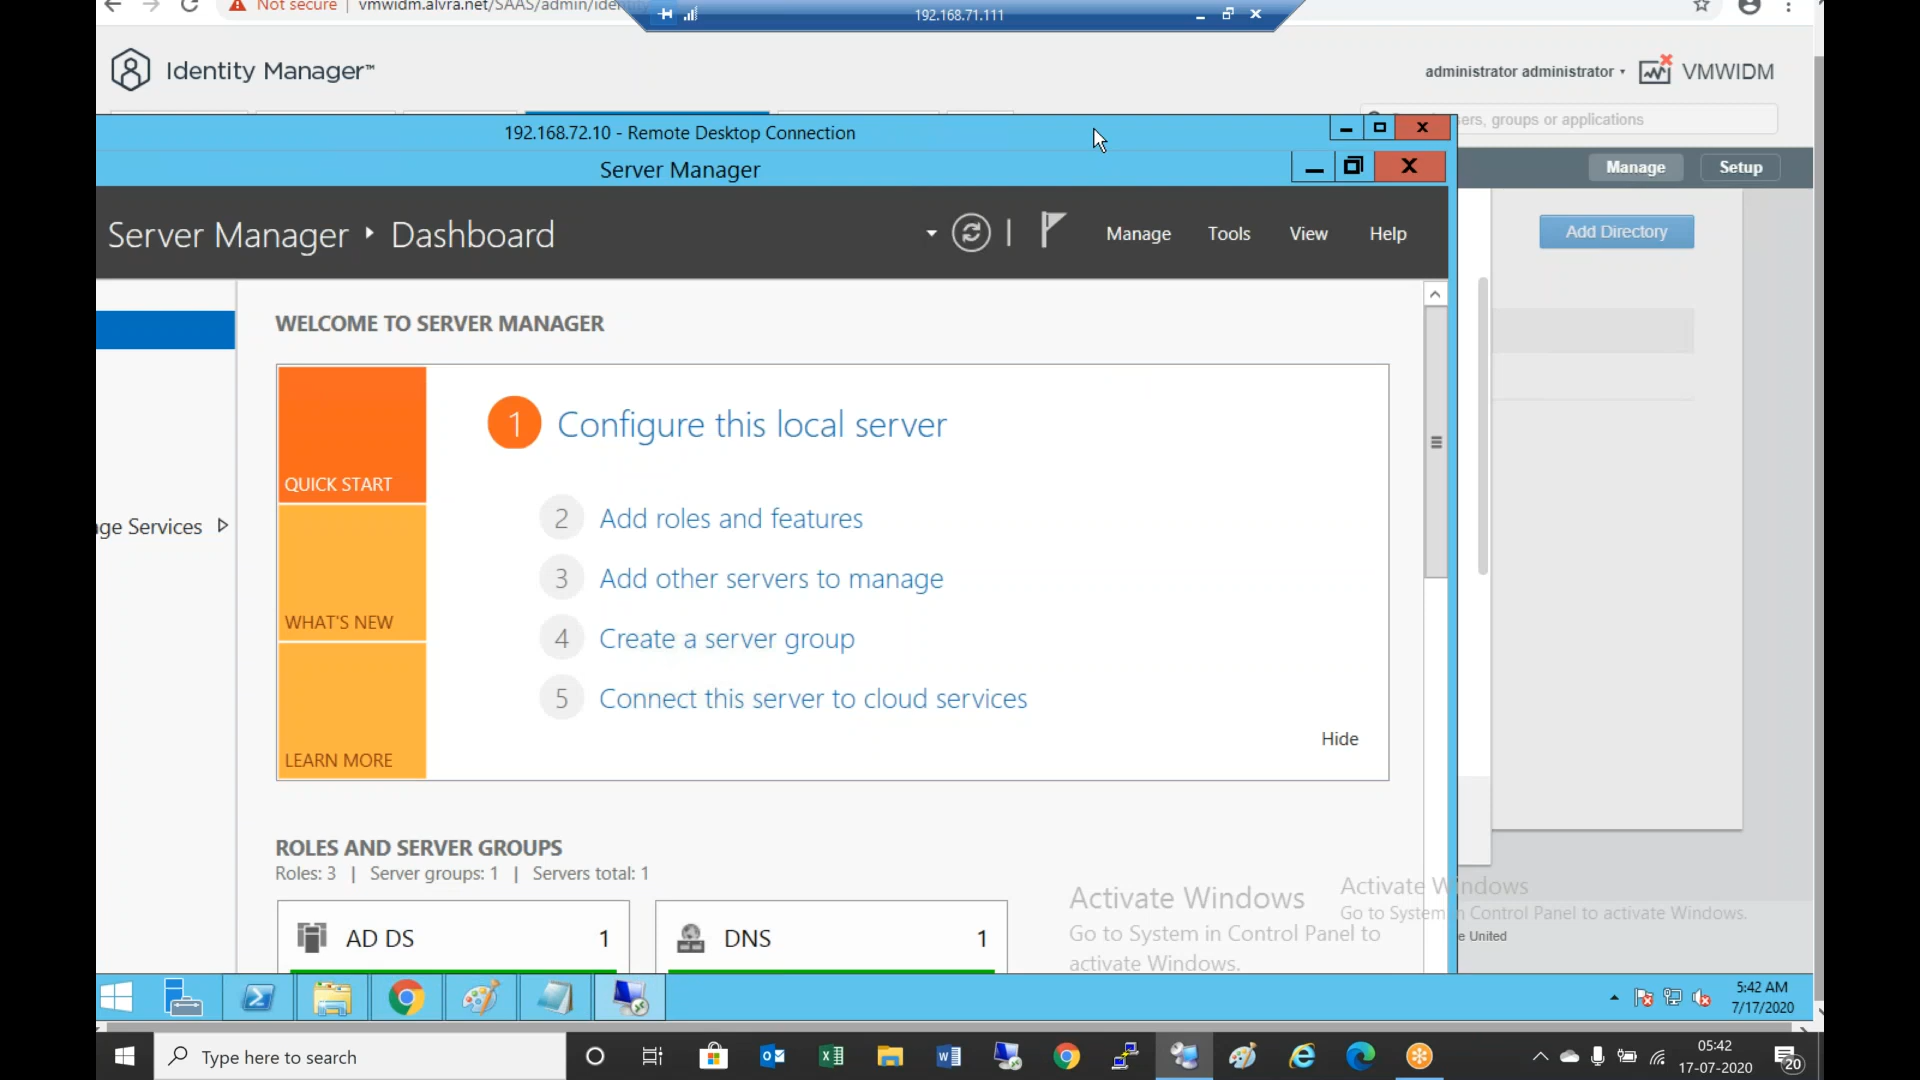 Not secure | vmwidm.alvra.net/SAAS/admin/identity
192.168.71.111
Identity Manager™
administrator administrator
VMWIDM
users, groups or applications
192.168.72.10 - Remote Desktop Connection
Server Manager
Manage
Setup
Server Manager
Dashboard
Manage
Tools
View
Help
Add Directory
WELCOME TO SERVER MANAGER
QUICK START
WHAT'S NEW
LEARN MORE
1 Configure this local server
2 Add roles and features
3 Add other servers to manage
4 Create a server group
5 Connect this server to cloud services
Hide
ge Services
ROLES AND SERVER GROUPS
Roles: 3 | Server groups: 1 | Servers total: 1
AD DS 1
DNS 1
Activate Windows
Go to System in Control Panel to
activate Windows.
Activate Windows
Go to System in Control Panel to activate Windows.
e United
5:42 AM
7/17/2020
Type here to search
05:42
17-07-2020
20